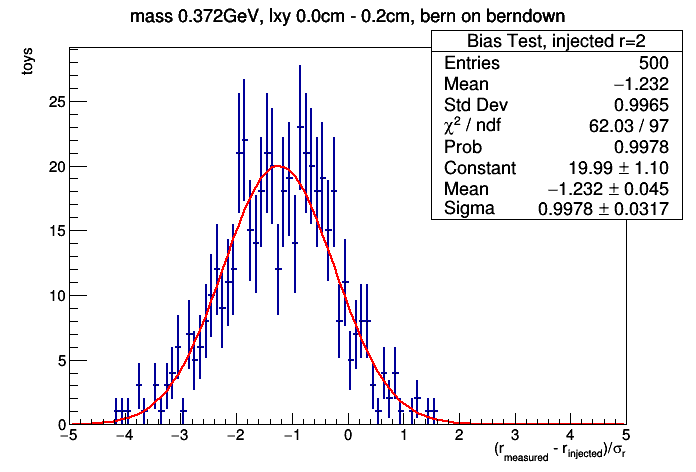 mass 0.372GeV, lxy 0.0cm - 0.2cm, bern on berndown
toys
Bias Test, injected r=2
Entries 500
Mean −1.232
Std Dev 0.9965
χ² / ndf 62.03 / 97
Prob 0.9978
Constant 19.99 ± 1.10
Mean −1.232 ± 0.045
Sigma 0.9978 ± 0.0317
25
20
15
10
5
0
−5 −4 −3 −2 −1 0 1 2 3 4 5
(r_measured - r_injected)/σ_r